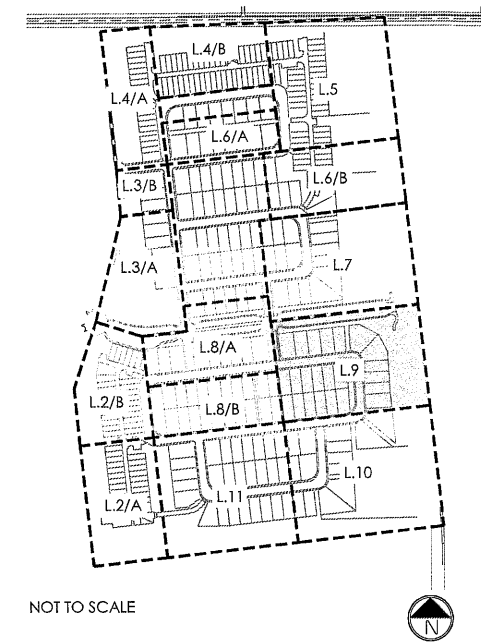 L.4/B
L.4/A
L.5
L.6/A
L.3/B
L.6/B
L.3/A
L.7
L.8/A
L.9
L.2/B
L.8/B
L.10
L.11
L.2/A
NOT TO SCALE
N